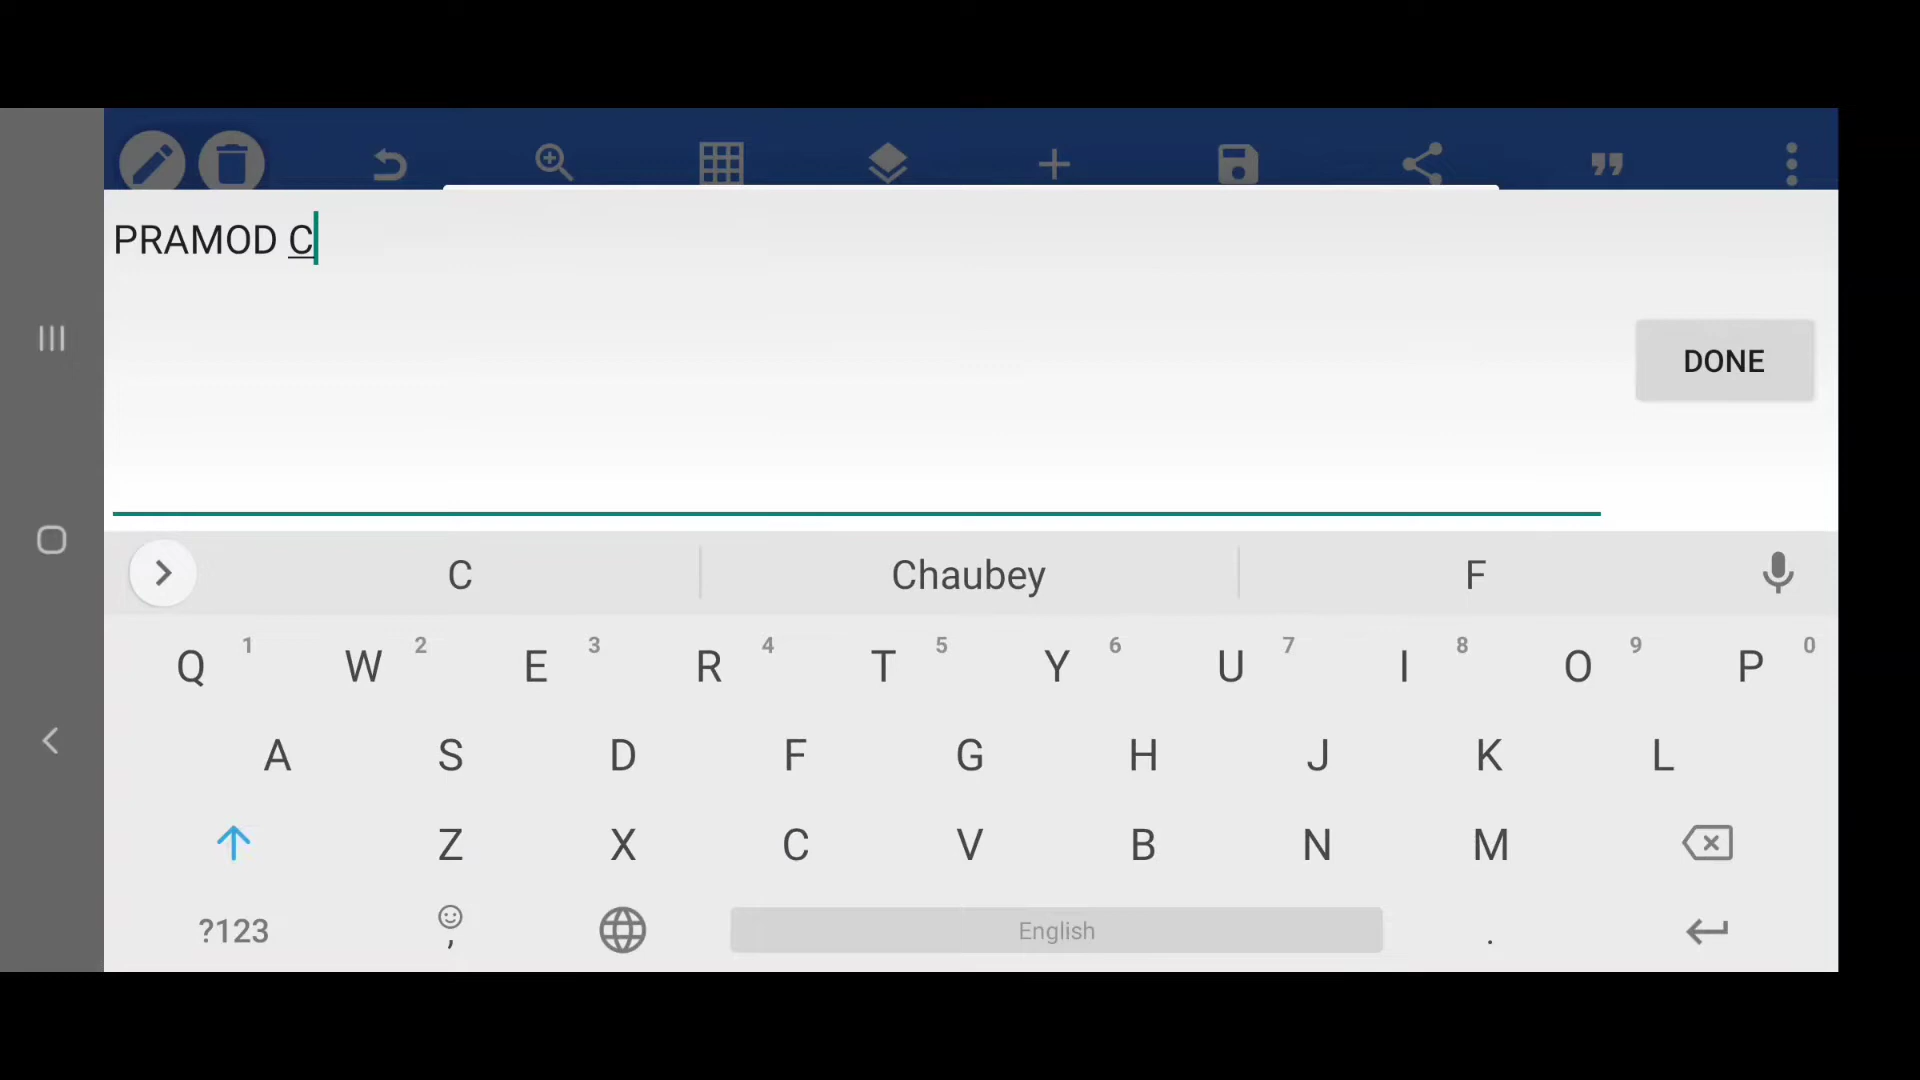 PRAMOD C
DONE
C Chaubey F
Q 1 W 2 E 3 R 4 T 5 Y 6 U 7 I 8 O 9 P 0
A S D F G H J K L
Z X C V B N M
?123 , English .